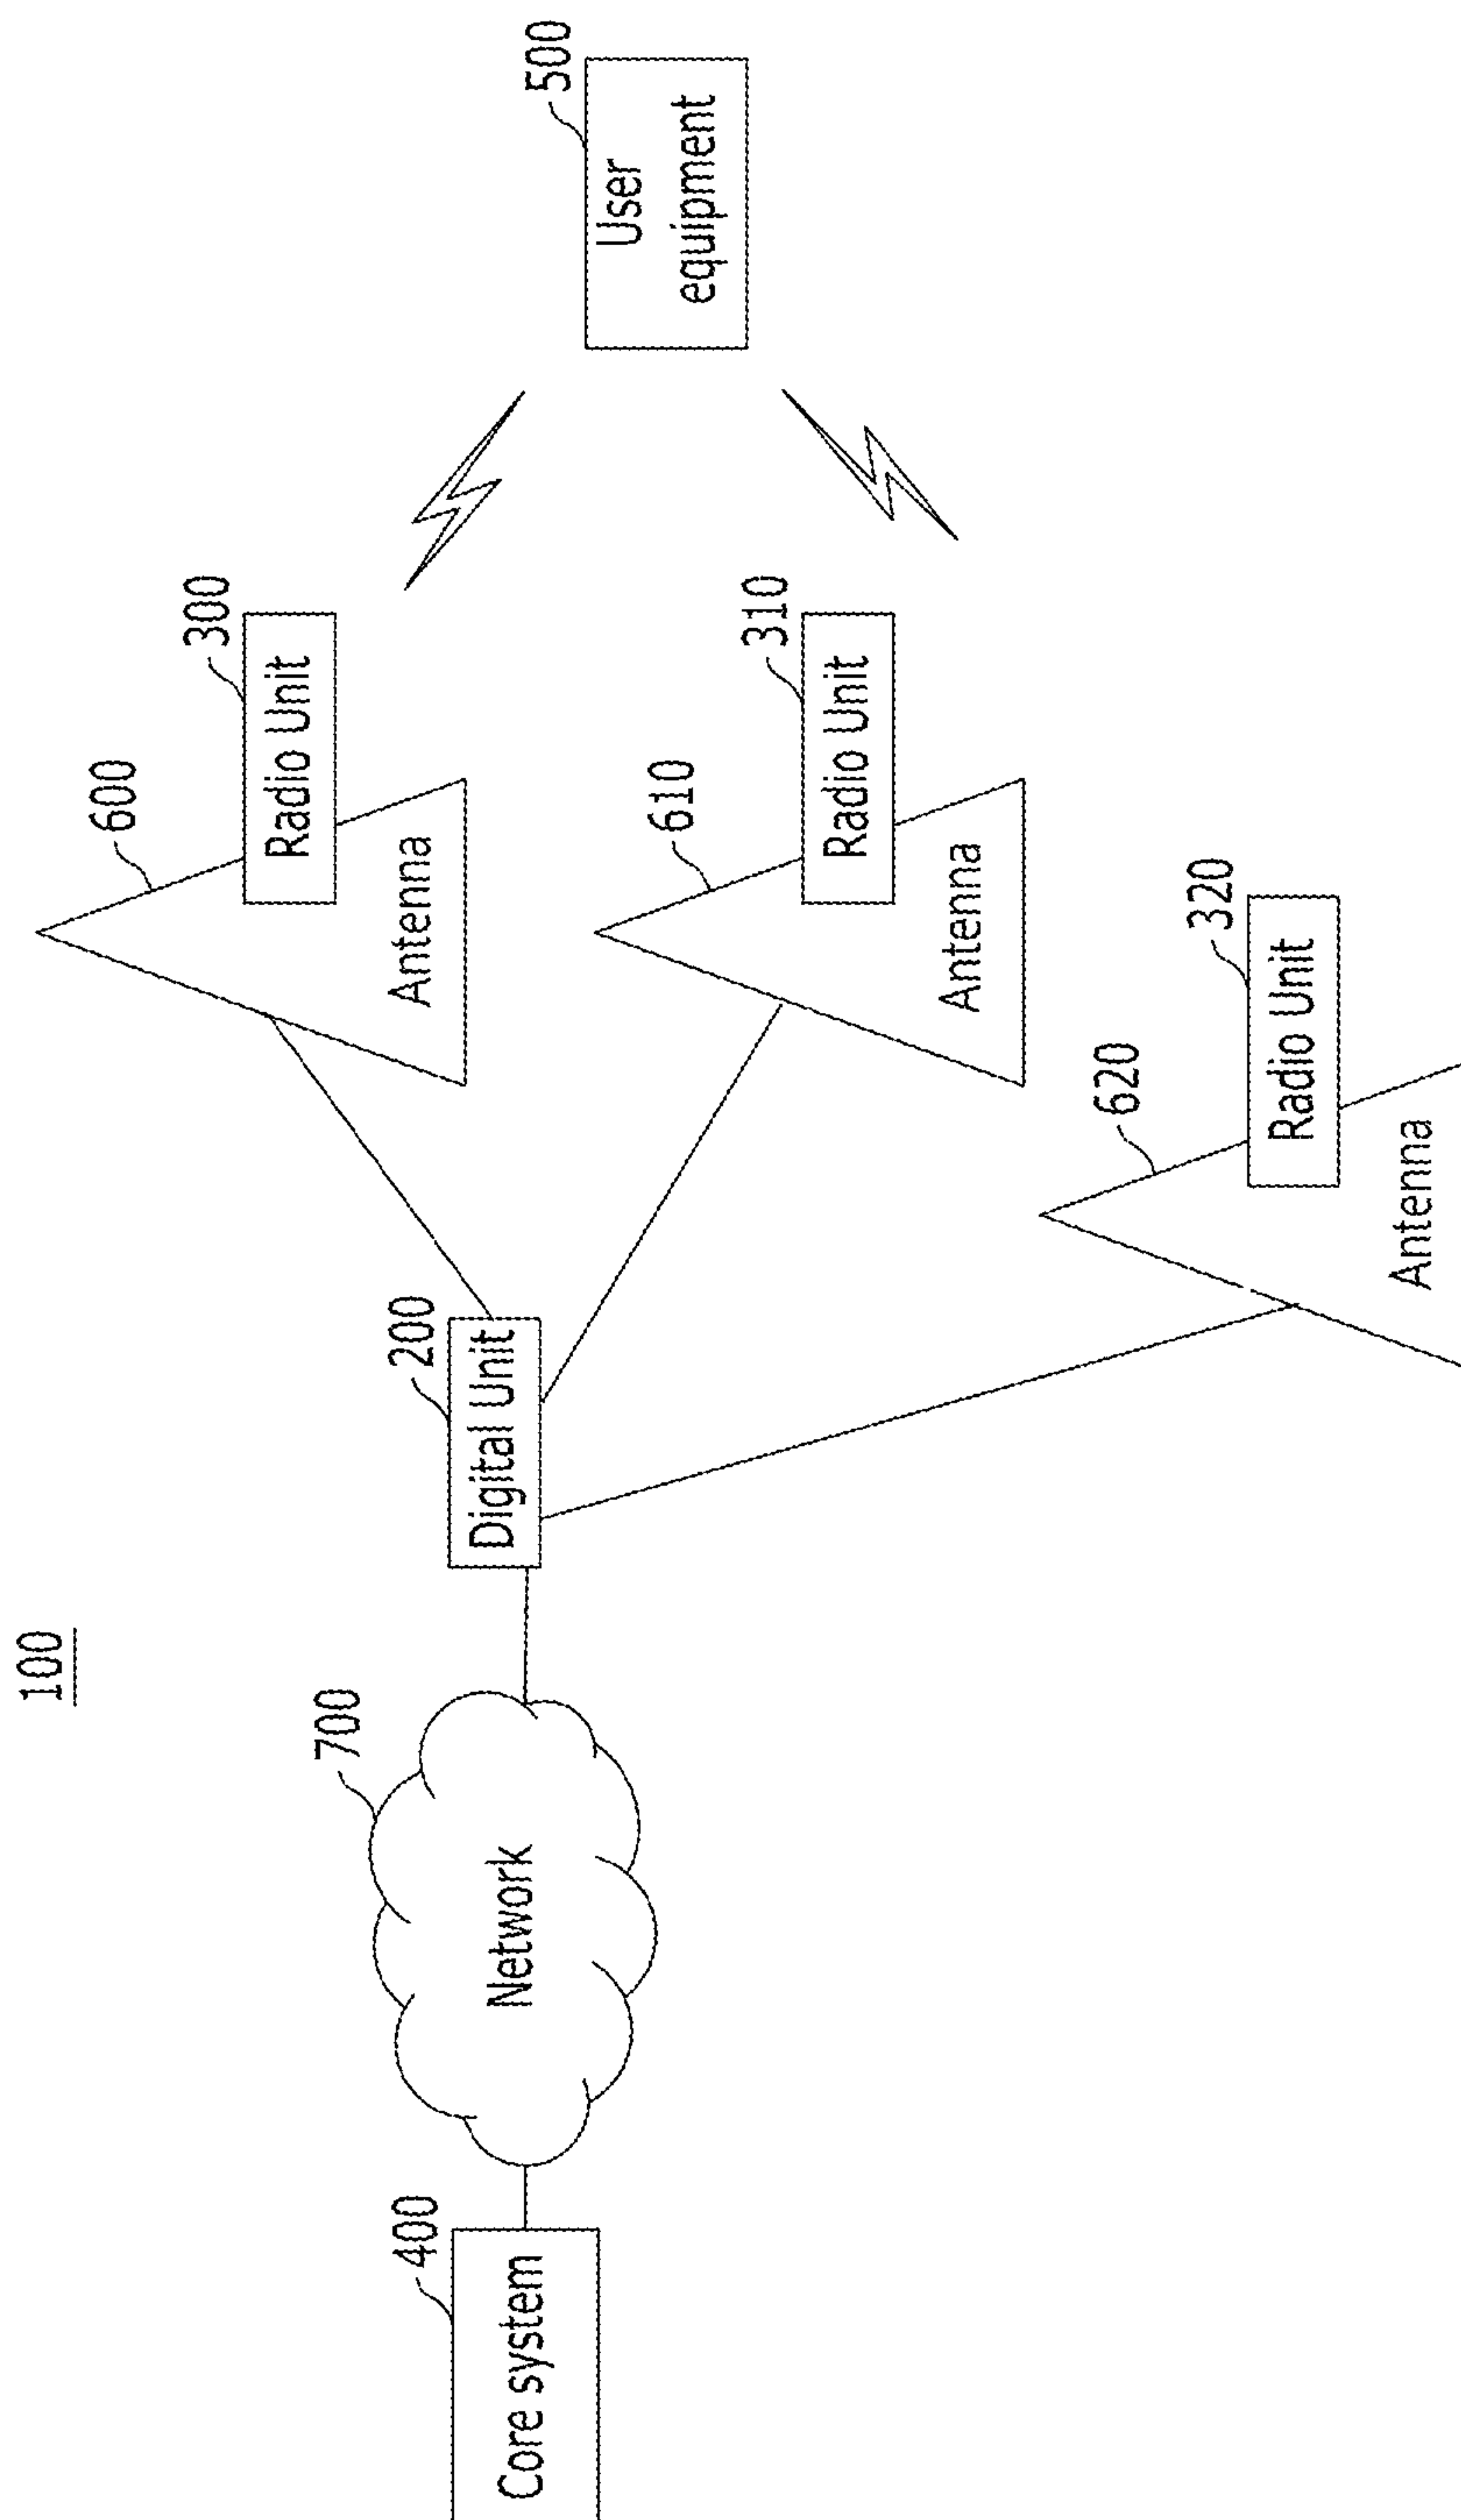 100
400
Core system
700
Network
200
Digital Unit
600
300
Radio Unit
Antenna
610
310
Radio Unit
Antenna
620
320
Radio Unit
Antenna
500
User
equipment